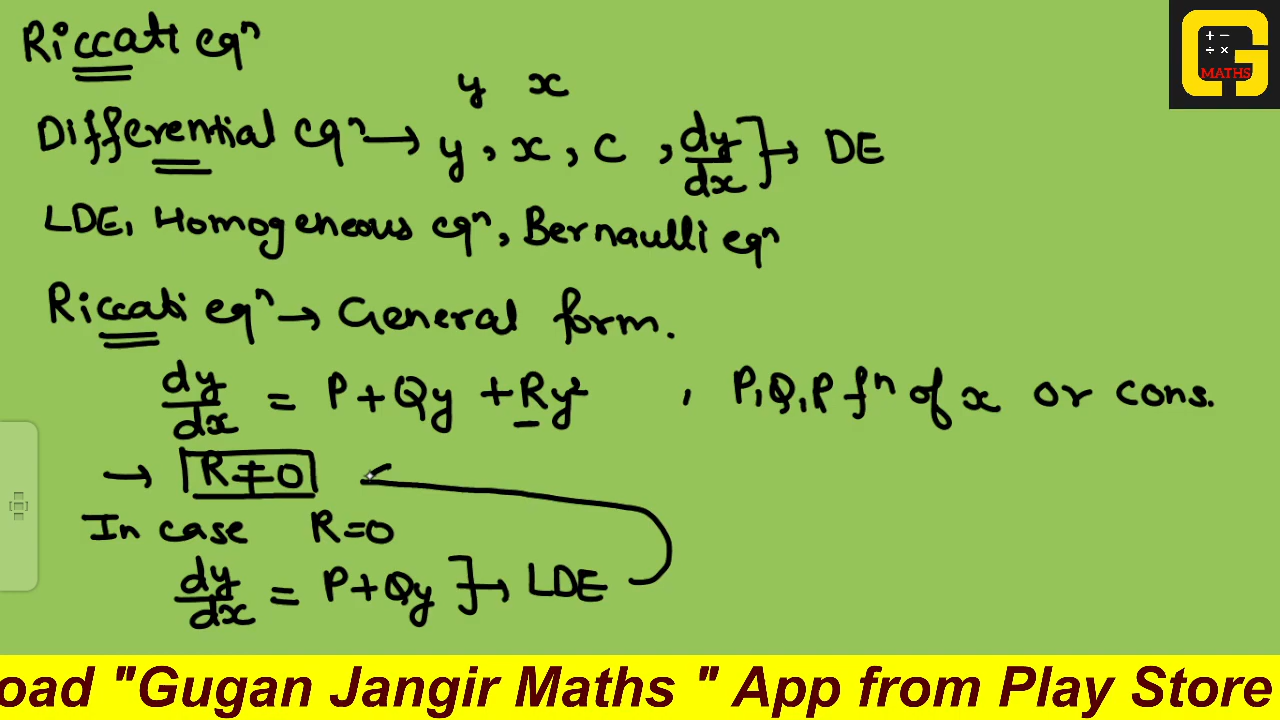 Riccati eqⁿ
+ −
÷ ×
MATHS
y x
Differential eqⁿ → y, x, C, dy/dx ] → DE
LDE, Homogeneous eqⁿ, Bernaulli eqⁿ
Riccati eqⁿ → General form.
dy/dx = P + Qy + Ry² , P, Q, P fⁿ of x or cons.
→ R ≠ 0
In case R = 0
dy/dx = P + Qy ] → LDE
oad "Gugan Jangir Maths " App from Play Store